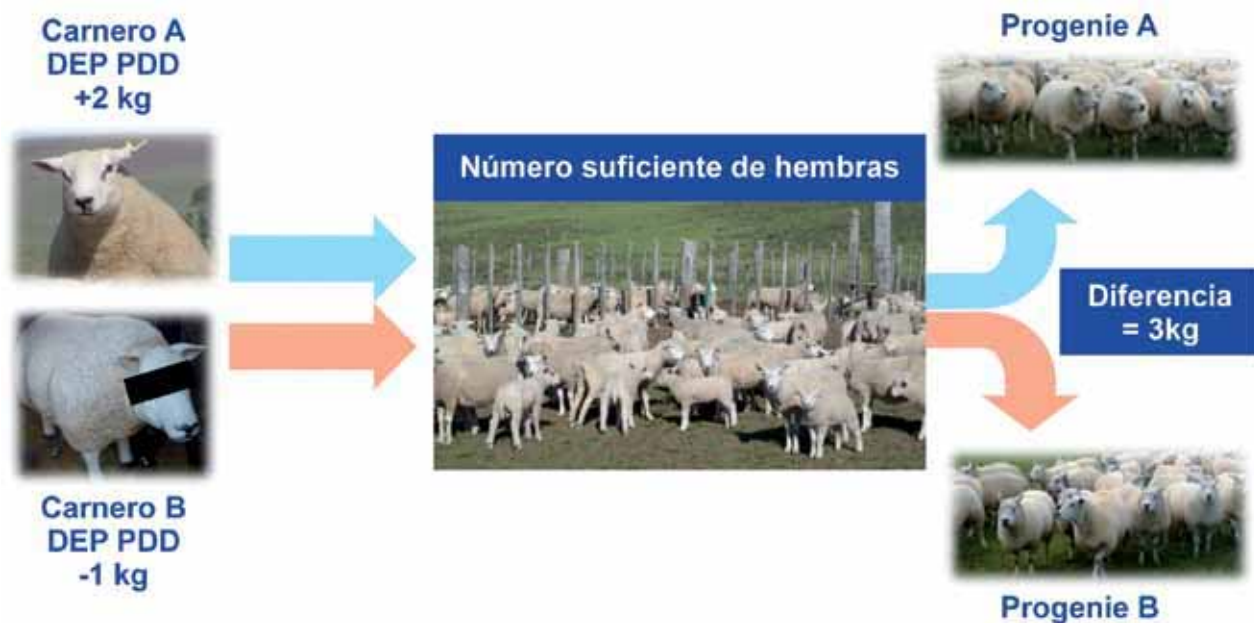 Carnero A
DEP PDD
+2 kg
Número suficiente de hembras
Progenie A
Diferencia
= 3kg
Carnero B
DEP PDD
-1 kg
Progenie B